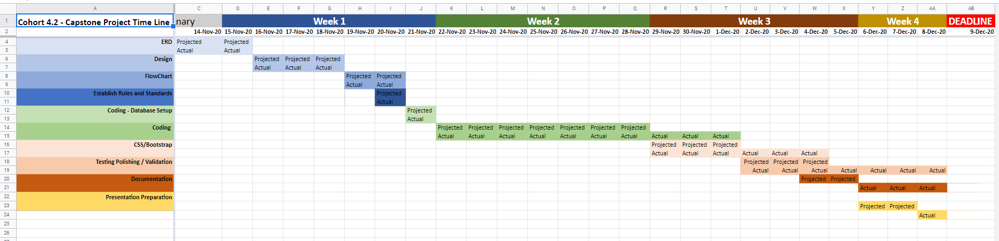 A C D E F G H I J K L M N O P Q R S T U V W X Y Z AA AB
1 Cohort 4.2 - Capstone Project Time Line nary Week 1 Week 2 Week 3 Week 4 DEADLINE
2 14-Nov-20 15-Nov-20 16-Nov-20 17-Nov-20 18-Nov-20 19-Nov-20 20-Nov-20 21-Nov-20 22-Nov-20 23-Nov-20 24-Nov-20 25-Nov-20 26-Nov-20 27-Nov-20 28-Nov-20 29-Nov-20 30-Nov-20 1-Dec-20 2-Dec-20 3-Dec-20 4-Dec-20 5-Dec-20 6-Dec-20 7-Dec-20 8-Dec-20 9-Dec-20
4 ERD Projected Projected
5 Actual Actual
6 Design Projected Projected Projected
7 Actual Actual Actual
8 FlowChart Projected Projected
9 Actual Actual
10 Establish Rules and Standards Projected
11 Actual
12 Coding - Database Setup Projected
13 Actual
14 Coding Projected Projected Projected Projected Projected Projected Projected
15 Actual Actual Actual Actual Actual Actual Actual Actual Actual Actual
16 CSS/Bootstrap Projected Projected Projected
17 Actual Actual Actual Actual Actual Actual
18 Testing Polishing / Validation Projected Projected Projected
19 Actual Actual Actual Actual Actual Actual Actual
20 Documentation Projected Projected
21 Actual Actual Actual
22 Presentation Preparation
23 Projected Projected
24 Actual
25
26